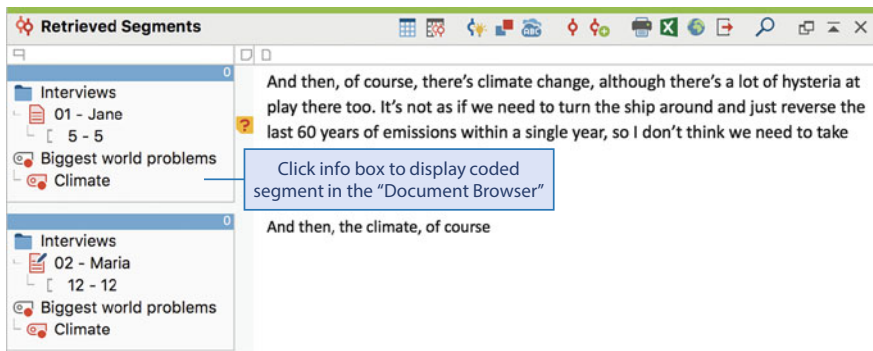 Retrieved Segments
ABC
0
Interviews
01 - Jane
5 - 5
Biggest world problems
Climate
?
And then, of course, there's climate change, although there's a lot of hysteria at
play there too. It's not as if we need to turn the ship around and just reverse the
last 60 years of emissions within a single year, so I don't think we need to take
Click info box to display coded
segment in the “Document Browser”
0
Interviews
02 - Maria
12 - 12
Biggest world problems
Climate
And then, the climate, of course